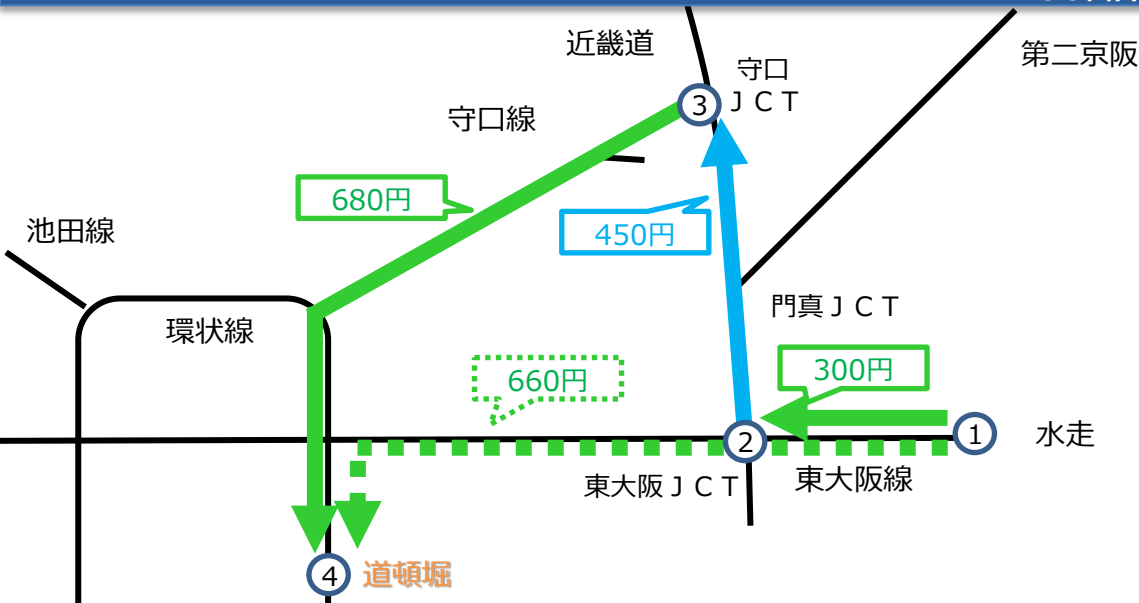 近畿道
第二京阪
守口
ＪＣＴ
③
守口線
680円
池田線
450円
環状線
門真ＪＣＴ
300円
660円
①
水走
②
東大阪ＪＣＴ
東大阪線
④
道頓堀